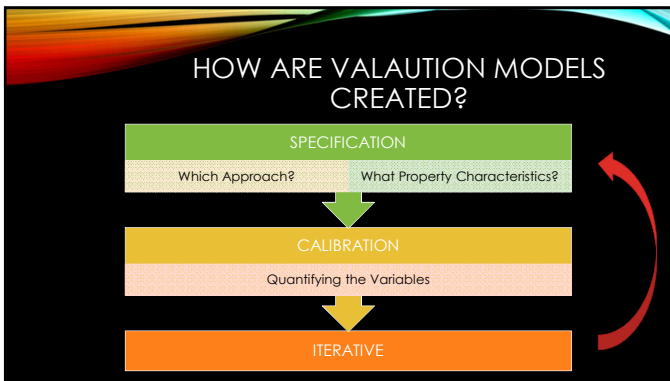 HOW ARE VALAUTION MODELS
CREATED?
SPECIFICATION
Which Approach?
What Property Characteristics?
CALIBRATION
Quantifying the Variables
ITERATIVE